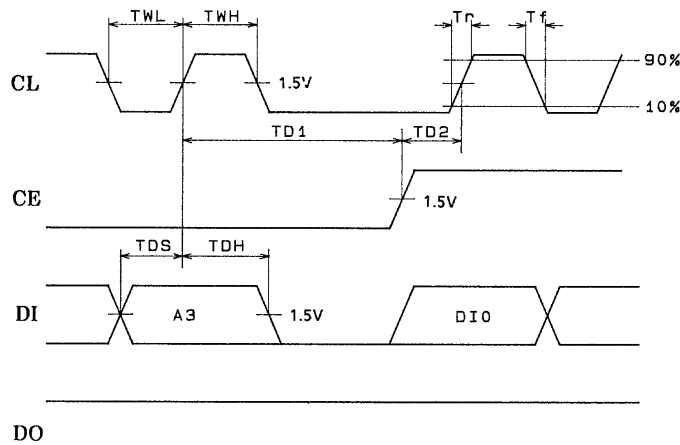 TWL TWH Tr Tf
CL 1.5V 90%
10%
TD1 TD2
CE 1.5V
TDS TDH
DI A3 1.5V DI0
DO